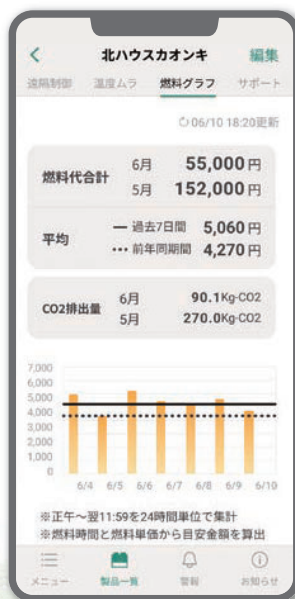 北ハウスカオンキ 編集
遠隔制御 温度ムラ 燃料グラフ サポート
06/10 18:20更新
燃料代合計 6月 55,000円
5月 152,000円
平均 過去7日間 5,060円
前年同期間 4,270円
CO2排出量 6月 90.1Kg-CO2
5月 270.0Kg-CO2
7,000
6,000
5,000
4,000
3,000
2,000
1,000
0
6/4 6/5 6/6 6/7 6/8 6/9 6/10
※正午～翌11:59を24時間単位で集計
※燃料時間と燃料単価から目安金額を算出
メニュー 製品一覧 警報 お知らせ